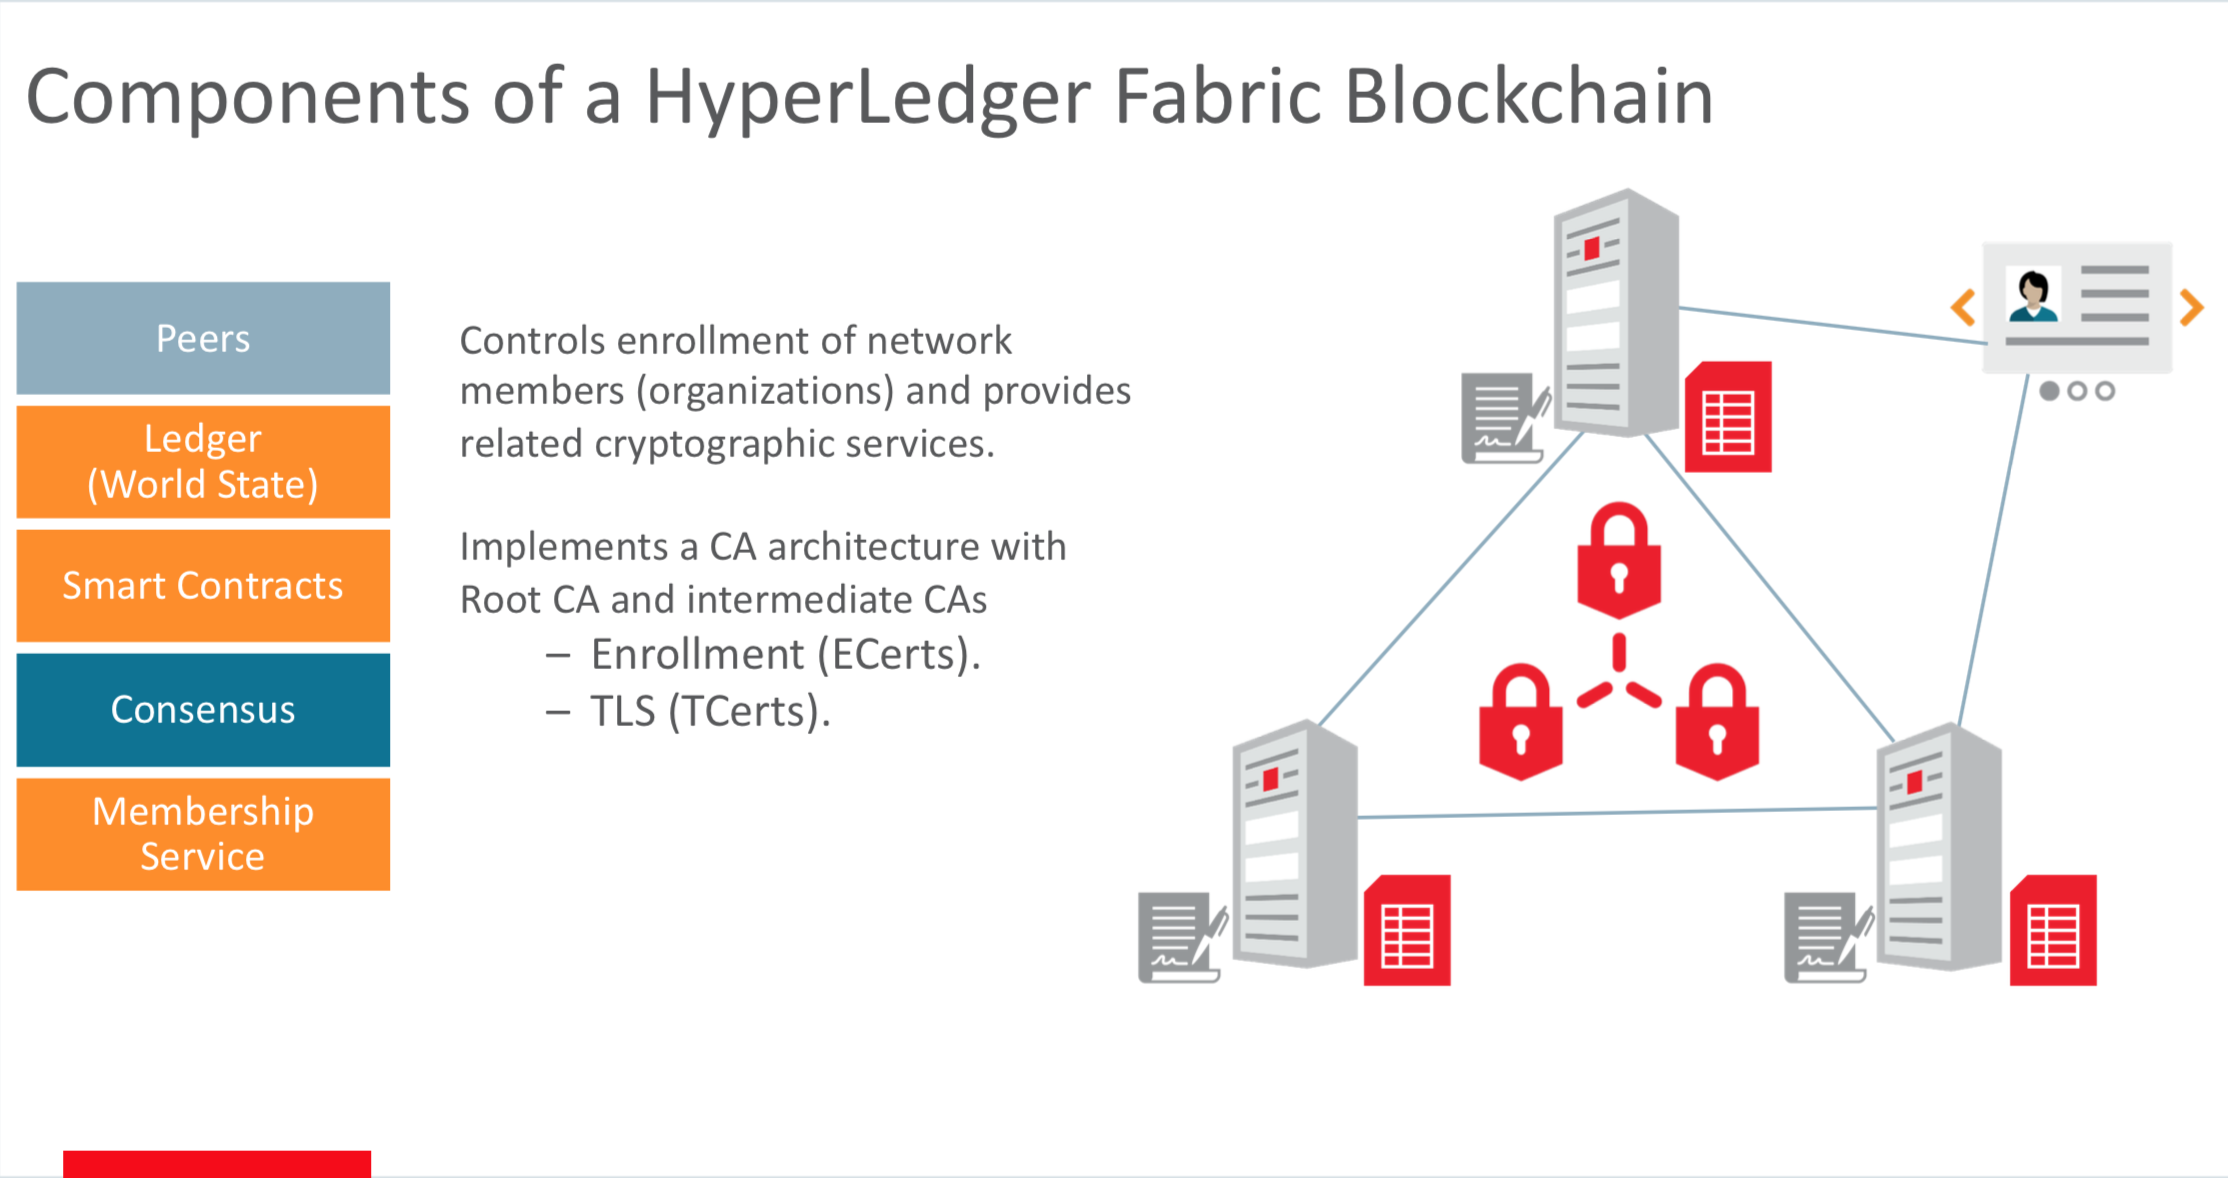 Components of a HyperLedger Fabric Blockchain
Peers
Ledger
(World State)
Smart Contracts
Consensus
Membership
Service
Controls enrollment of network
members (organizations) and provides
related cryptographic services.
Implements a CA architecture with
Root CA and intermediate CAs
– Enrollment (ECerts).
– TLS (TCerts).